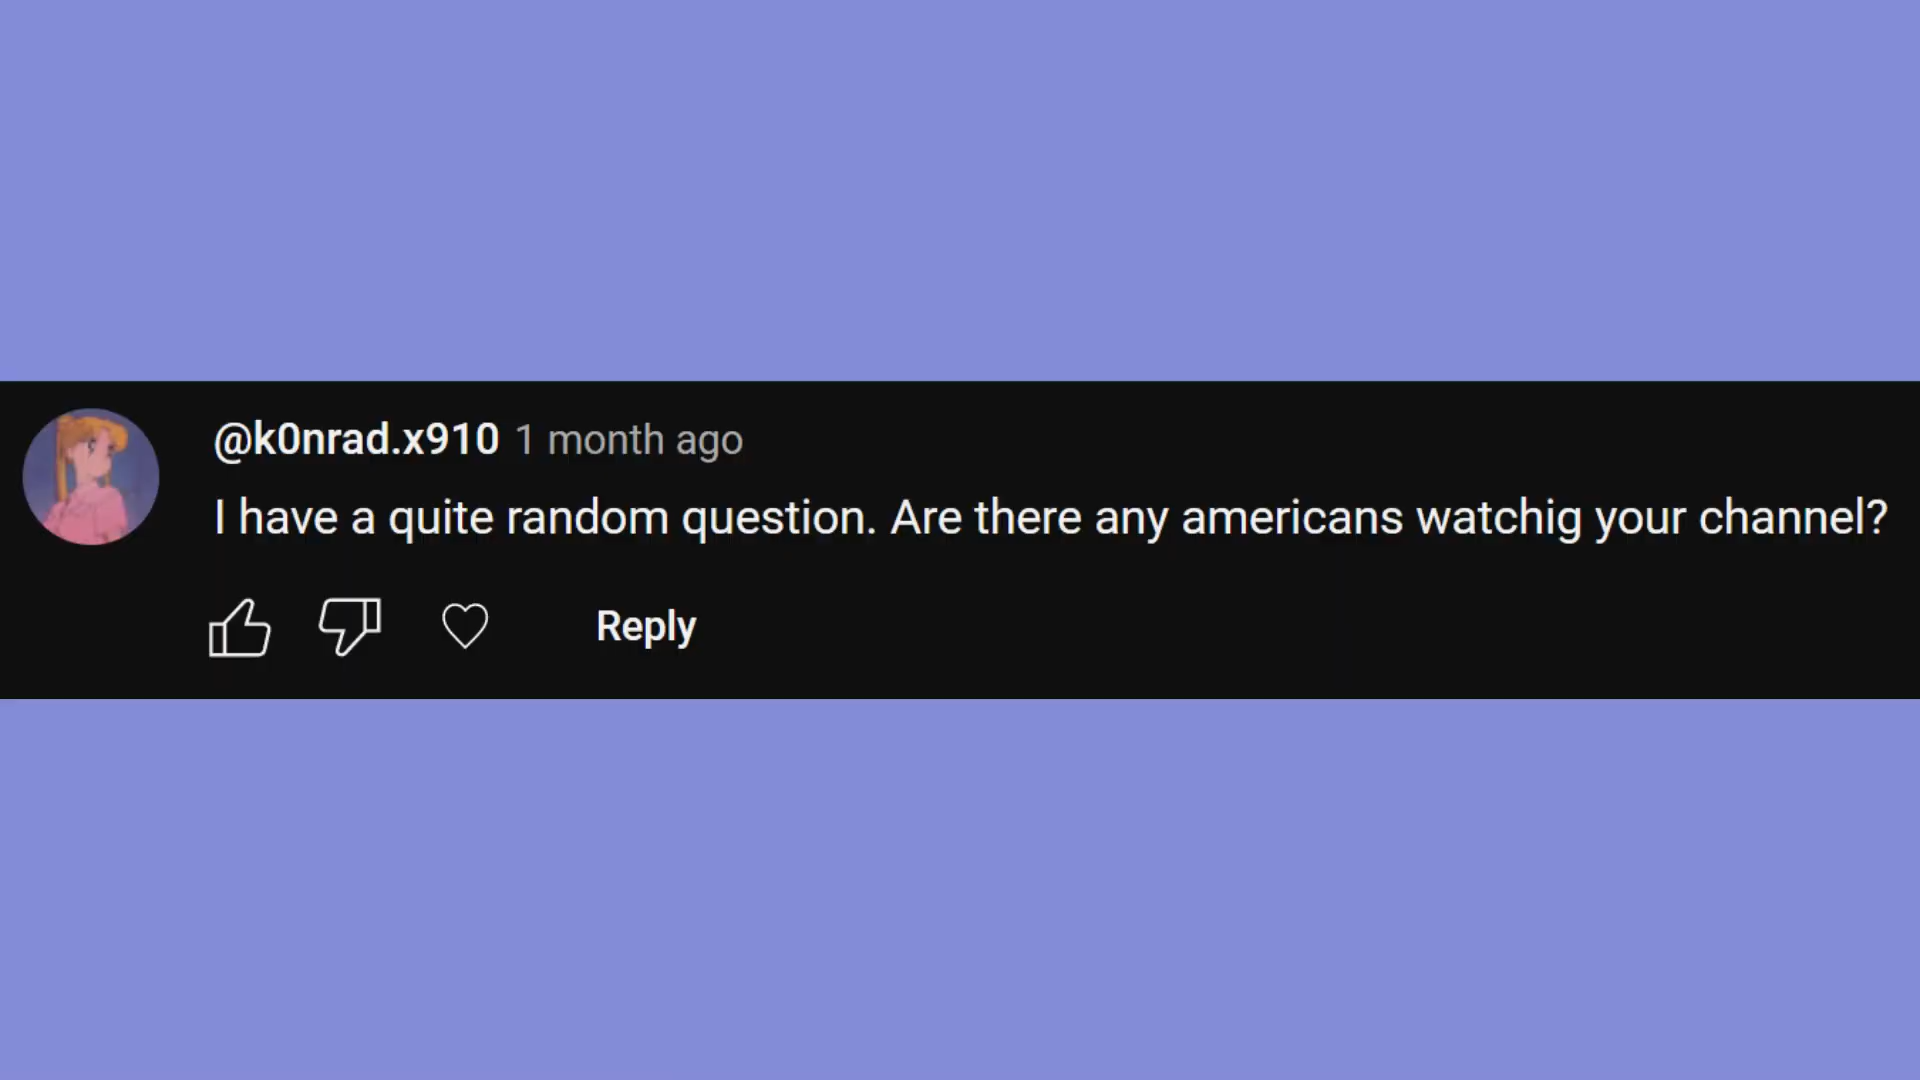 @k0nrad.x910 1 month ago
I have a quite random question. Are there any americans watchig your channel?
Reply